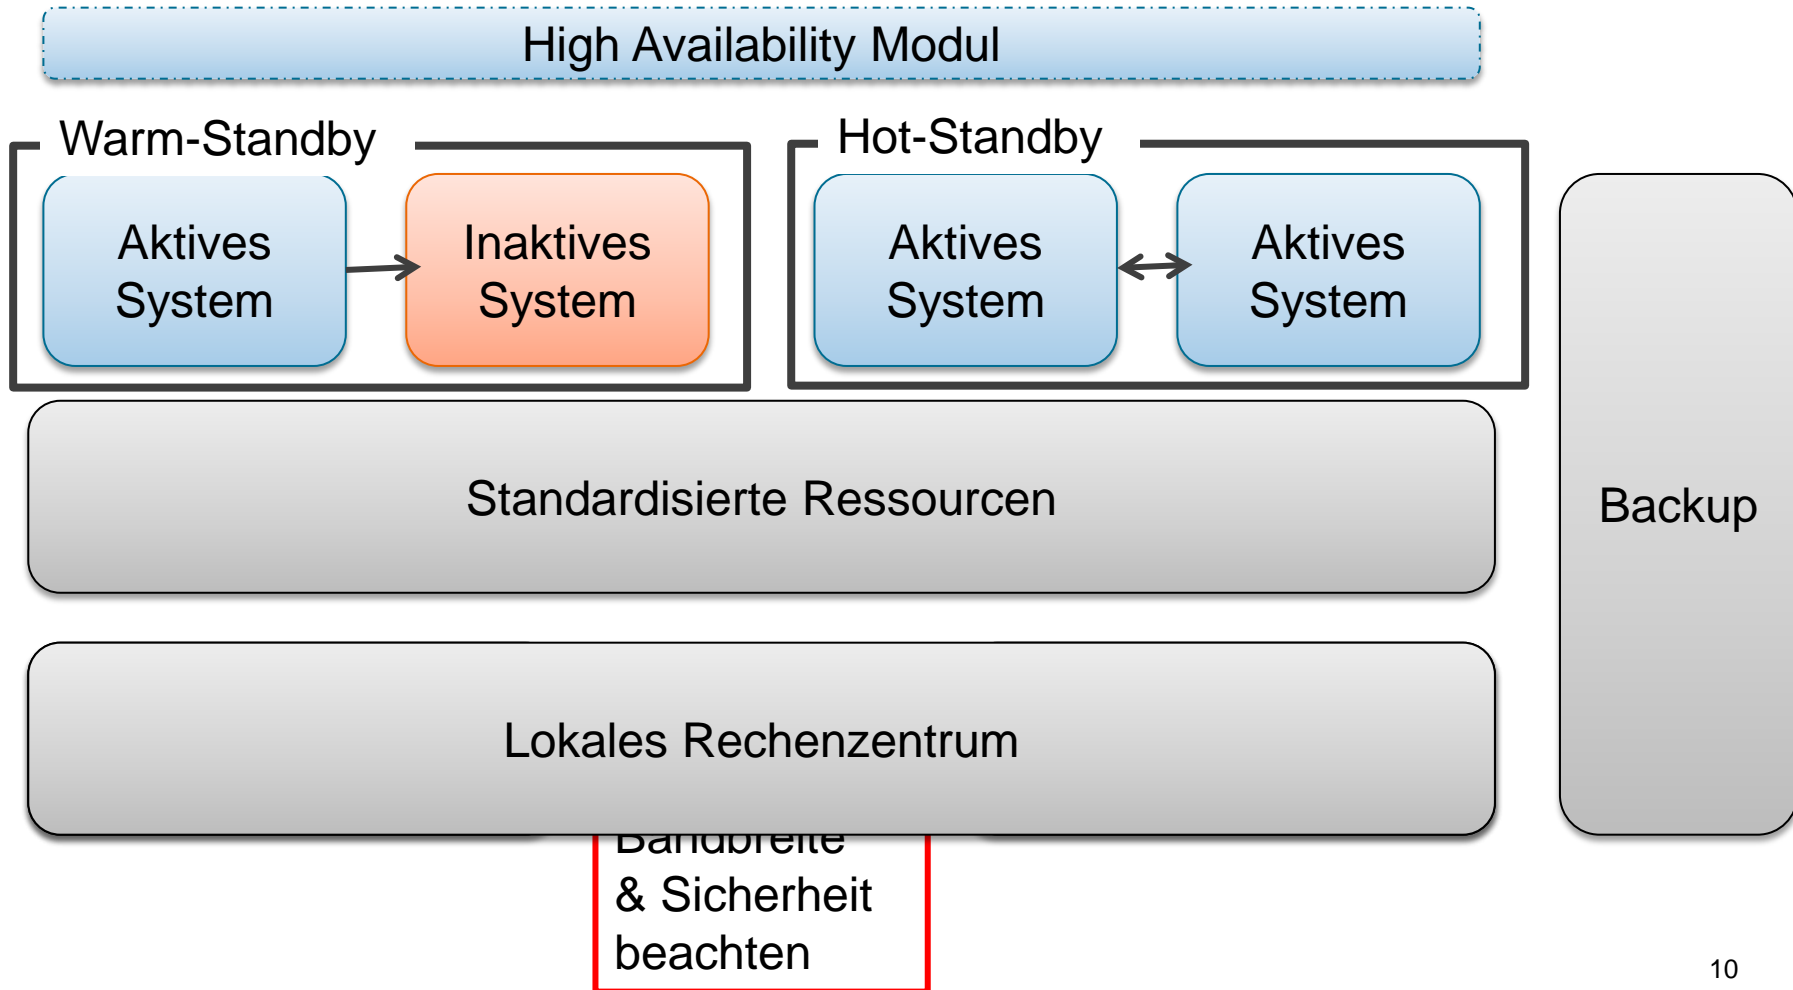 High Availability Modul
Warm-Standby
Hot-Standby
Aktives
System
Inaktives
System
Aktives
System
Aktives
System
Standardisierte Ressourcen
Backup
Lokales Rechenzentrum
Bandbreite
& Sicherheit
beachten
10